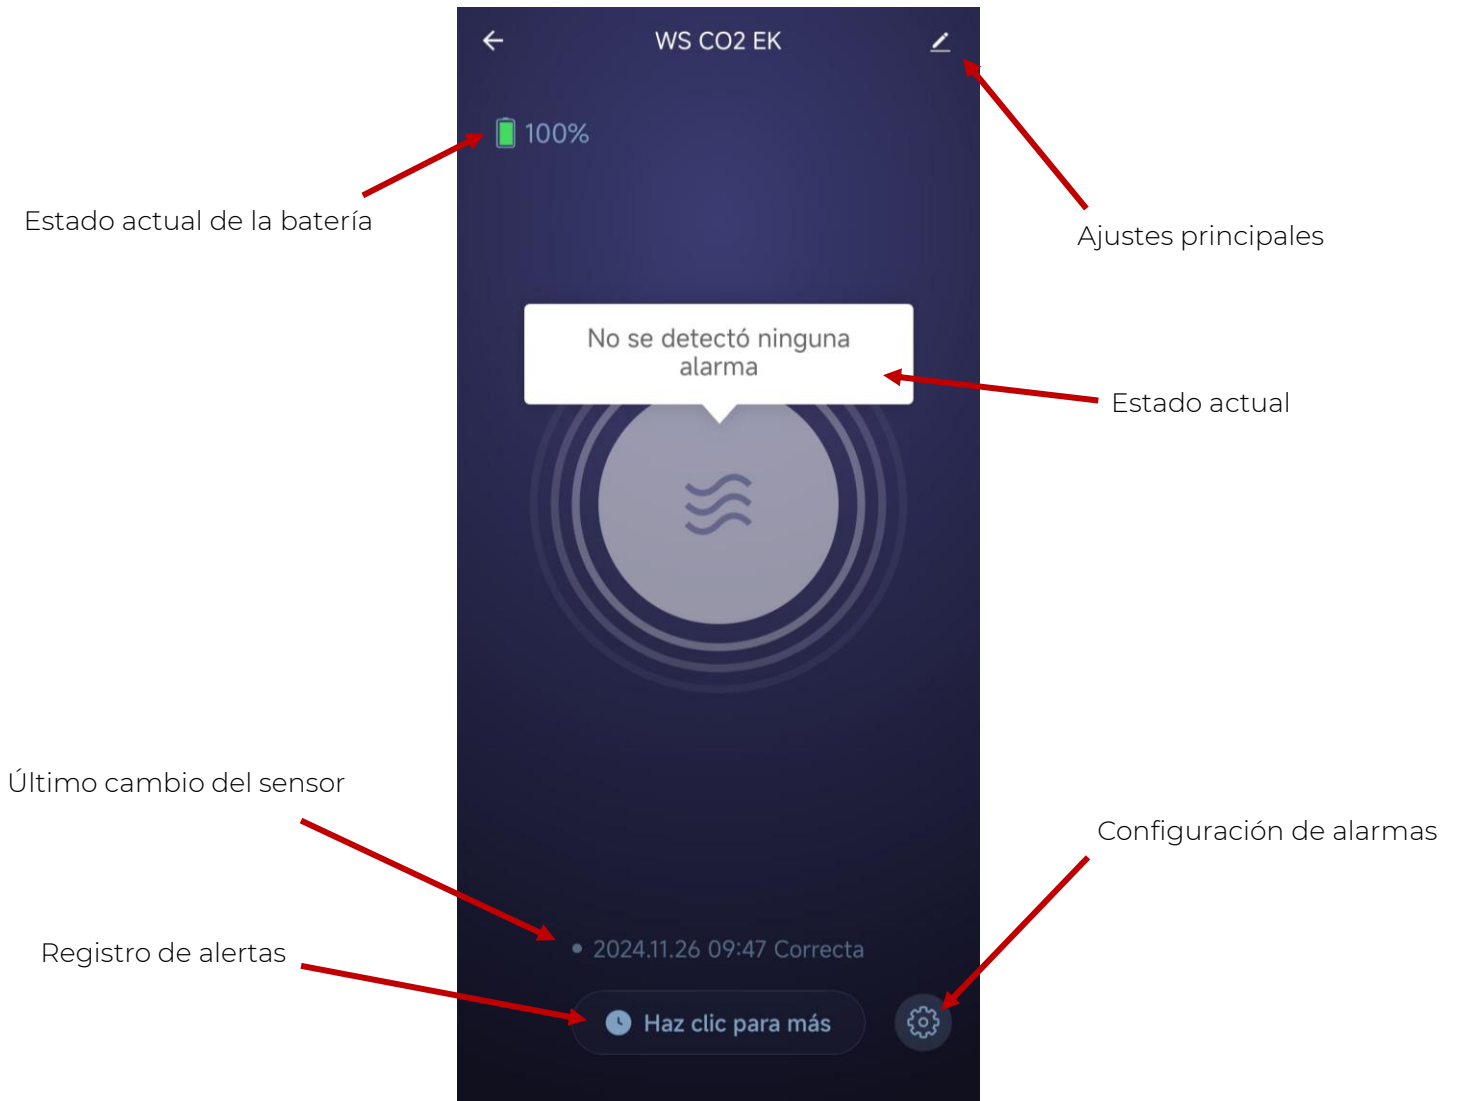 WS CO2 EK
100%
Estado actual de la batería
Ajustes principales
No se detectó ninguna
alarma
Estado actual
Último cambio del sensor
Configuración de alarmas
Registro de alertas
2024.11.26 09:47 Correcta
Haz clic para más